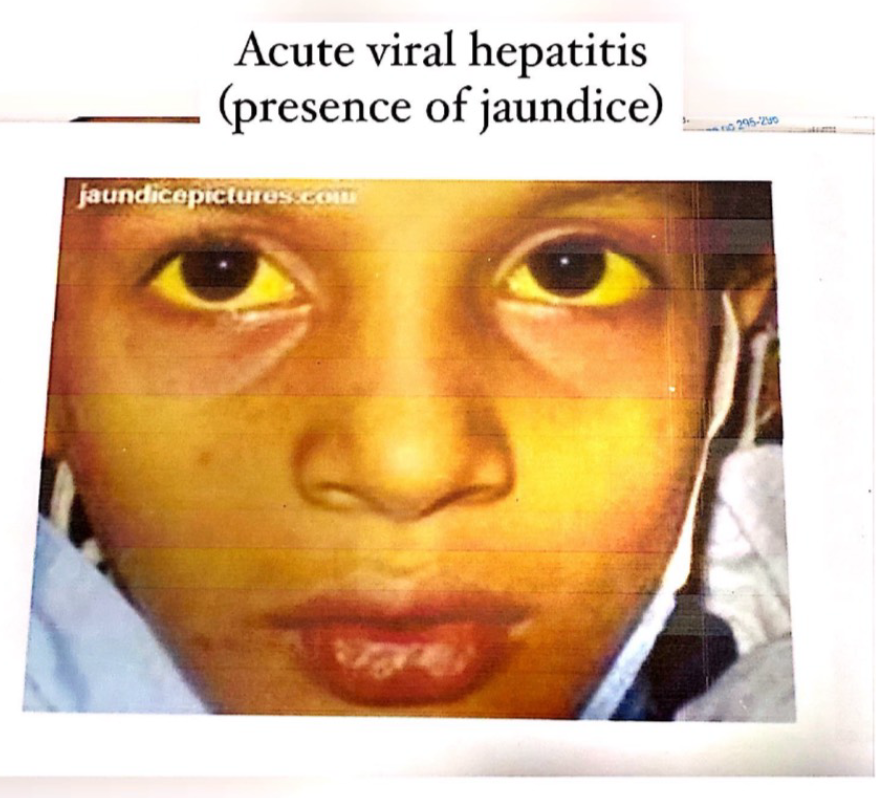 Acute viral hepatitis
(presence of jaundice)
jaundicepictures.com